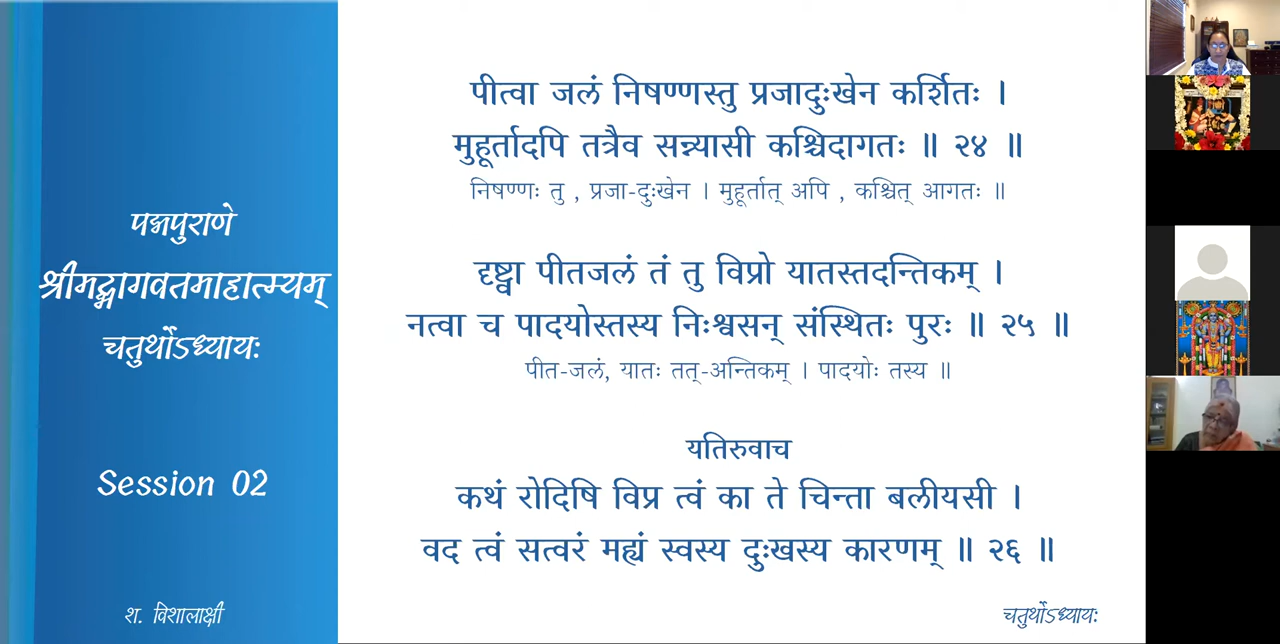 पद्मपुराणे
श्रीमद्भागवतमाहात्म्यम्
चतुर्थोऽध्यायः
Session 02
श. विशालाक्षी
पीत्वा जलं निषण्णस्तु प्रजादुःखेन कर्शितः ।
मुहूर्तादपि तत्रैव सन्न्यासी कश्चिदागतः ॥ २४ ॥
निषण्णः तु , प्रजा-दुःखेन । मुहूर्तात् अपि , कश्चित् आगतः ॥
दृष्ट्वा पीतजलं तं तु विप्रो यातस्तदन्तिकम् ।
नत्वा च पादयोस्तस्य निःश्वसन् संस्थितः पुरः ॥ २५ ॥
पीत-जलं, यातः तत्-अन्तिकम् । पादयोः तस्य ॥
यतिरुवाच
कथं रोदिषि विप्र त्वं का ते चिन्ता बलीयसी ।
वद त्वं सत्वरं मह्यं स्वस्य दुःखस्य कारणम् ॥ २६ ॥
चतुर्थोऽध्यायः